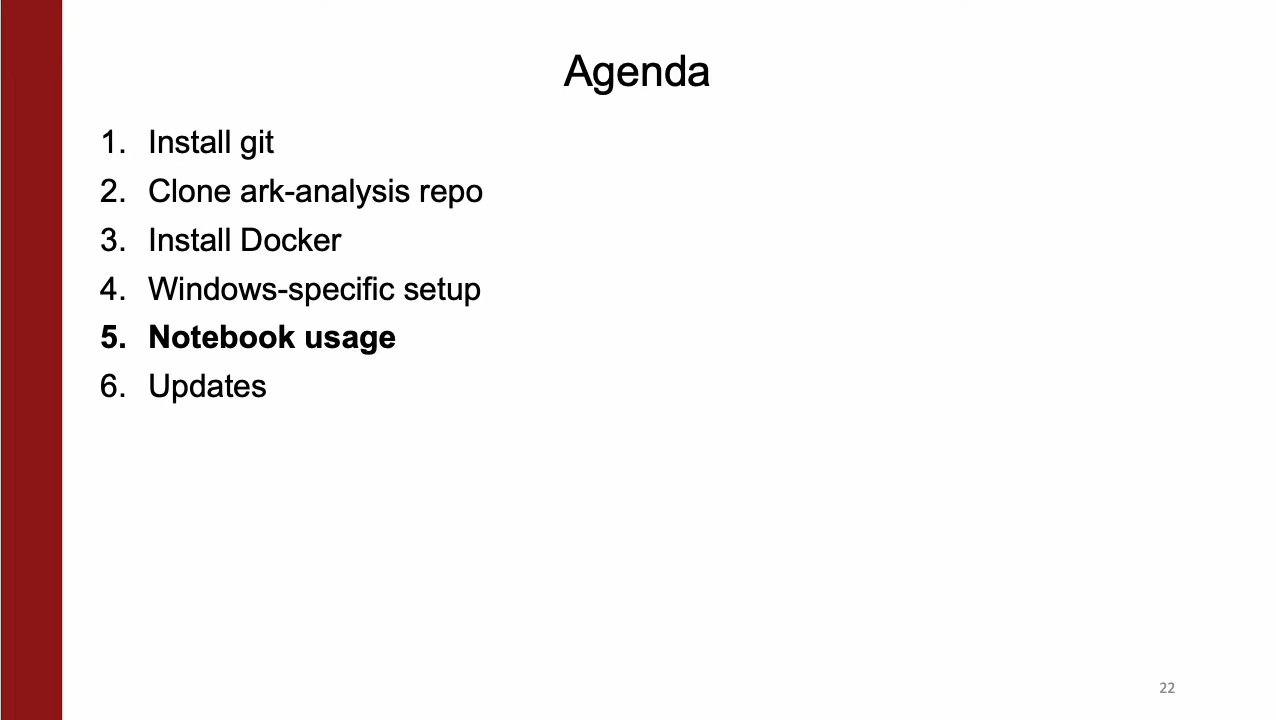 Agenda
1. Install git
2. Clone ark-analysis repo
3. Install Docker
4. Windows-specific setup
5. Notebook usage
6. Updates
22